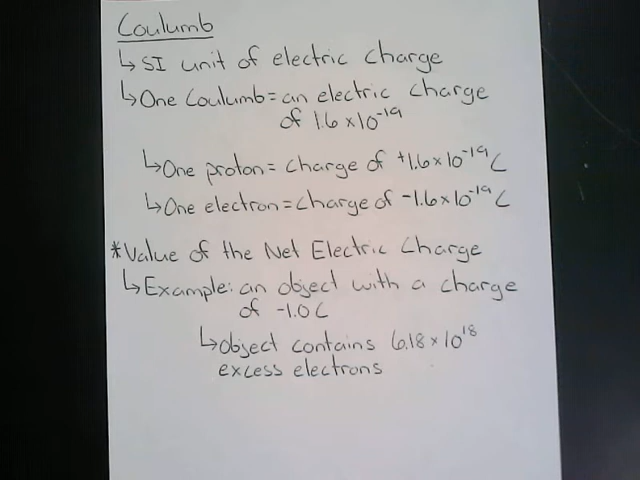 Coulumb
↳ SI unit of electric charge
↳ One Coulumb = an electric charge
of 1.6 × 10⁻¹⁹
↳ One proton = charge of +1.6 × 10⁻¹⁹ C
↳ One electron = charge of -1.6 × 10⁻¹⁹ C
* Value of the Net Electric Charge
↳ Example: an object with a charge
of -1.0 C
↳ object contains 6.18 × 10¹⁸
excess electrons